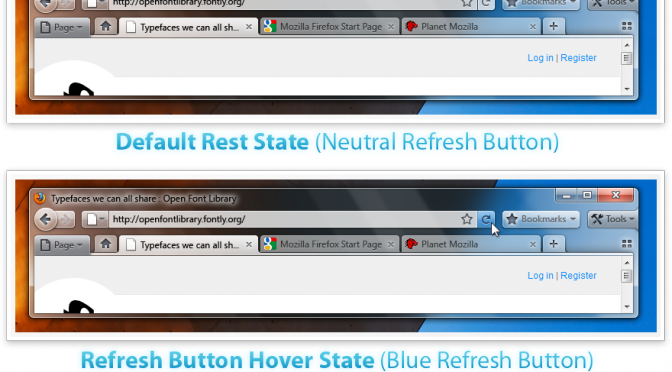 http://openfontlibrary.fontly.org/
Bookmarks
Tools
Page
Typefaces we can all sh...
Mozilla Firefox Start Page
Planet Mozilla
Log in | Register
Default Rest State (Neutral Refresh Button)
Typefaces we can all share : Open Font Library
http://openfontlibrary.fontly.org/
Bookmarks
Tools
Page
Typefaces we can all sh...
Mozilla Firefox Start Page
Planet Mozilla
Log in | Register
Refresh Button Hover State (Blue Refresh Button)